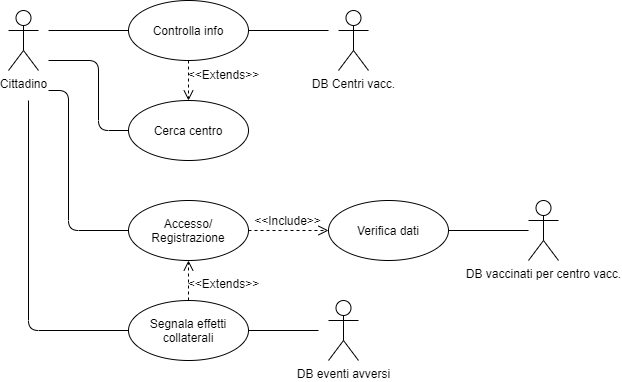 Controlla info
Cittadino
DB Centri vacc.
<<Extends>>
Cerca centro
Accesso/
Registrazione
<<Include>>
Verifica dati
DB vaccinati per centro vacc.
<<Extends>>
Segnala effetti
collaterali
DB eventi avversi